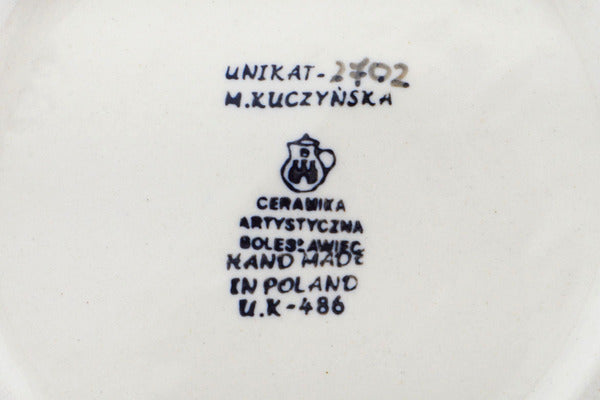 UNIKAT-2702
M.KUCZYŃSKA
CERAMIKA
ARTYSTYCZNA
BOLESŁAWIEC
HAND MADE
IN POLAND
U.K-486